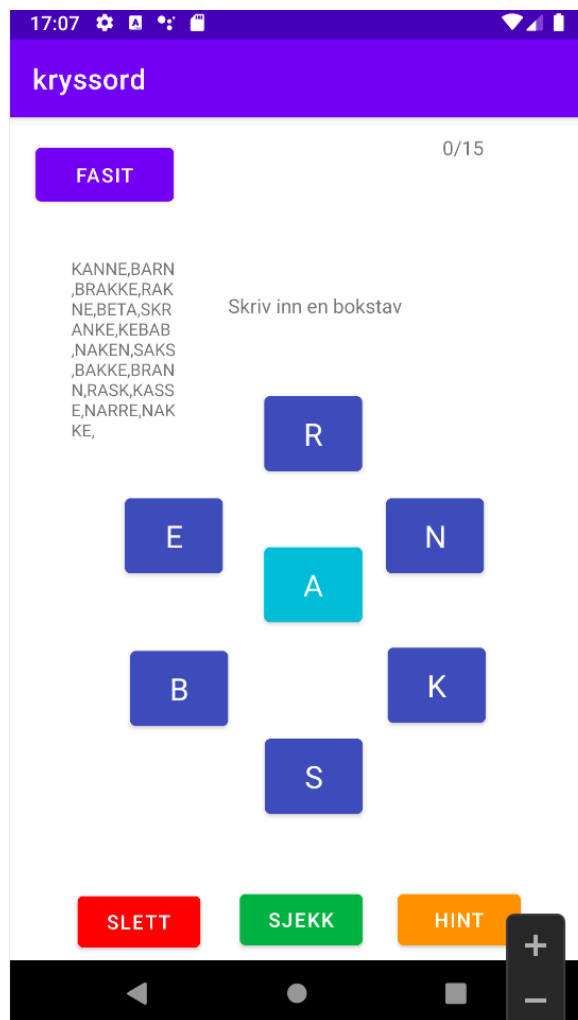 17:07
kryssord
FASIT
0/15
KANNE,BARN
,BRAKKE,RAK
NE,BETA,SKR
ANKE,KEBAB
,NAKEN,SAKS
,BAKKE,BRAN
N,RASK,KASS
E,NARRE,NAK
KE,
Skriv inn en bokstav
R
E
N
A
B
K
S
SLETT
SJEKK
HINT